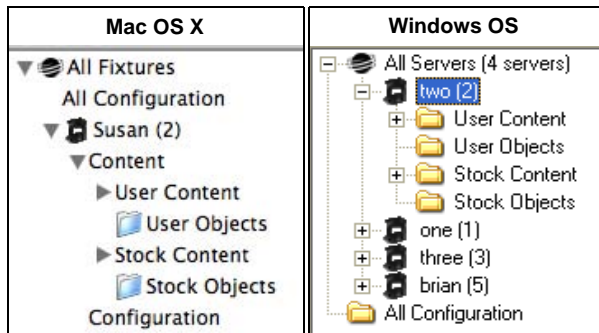 Mac OS X
All Fixtures
All Configuration
Susan (2)
Content
User Content
User Objects
Stock Content
Stock Objects
Configuration
Windows OS
All Servers (4 servers)
two (2)
User Content
User Objects
Stock Content
Stock Objects
one (1)
three (3)
brian (5)
All Configuration